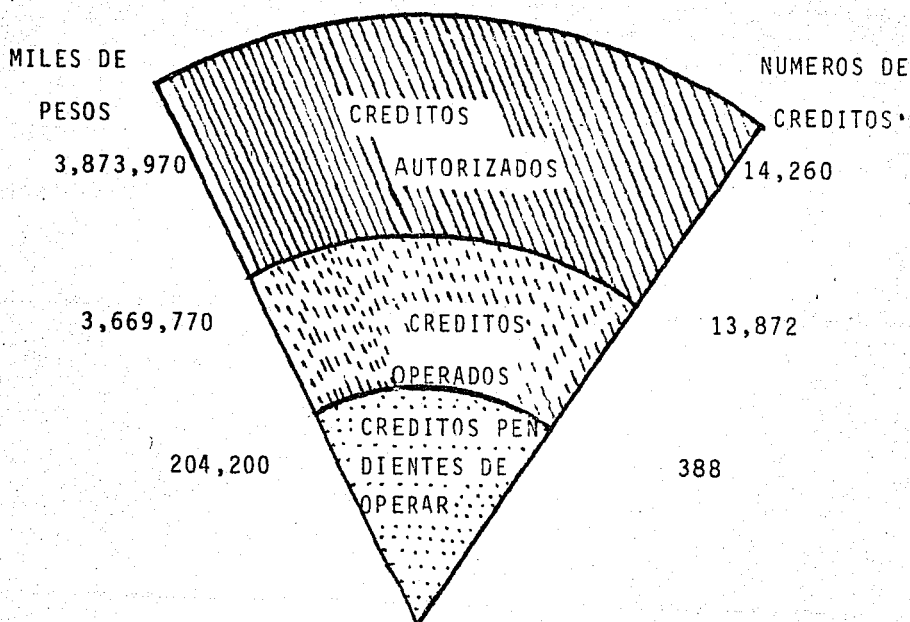 MILES DE
PESOS
NUMEROS DE
CREDITOS
CREDITOS
AUTORIZADOS
3,873,970
14,260
CREDITOS
OPERADOS
3,669,770
13,872
CREDITOS PEN
DIENTES DE
OPERAR
204,200
388